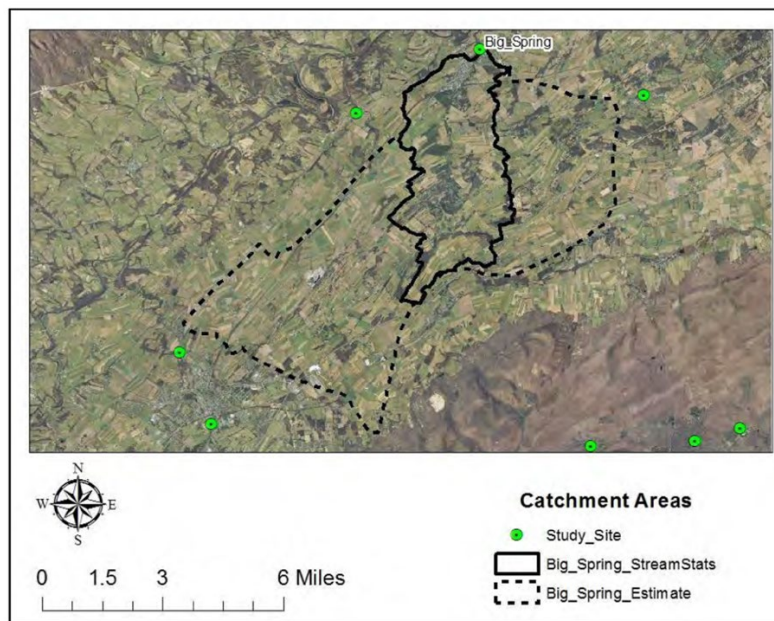 Big_Spring
N
W E
S
Catchment Areas
Study_Site
Big_Spring_StreamStats
Big_Spring_Estimate
0 1.5 3 6 Miles